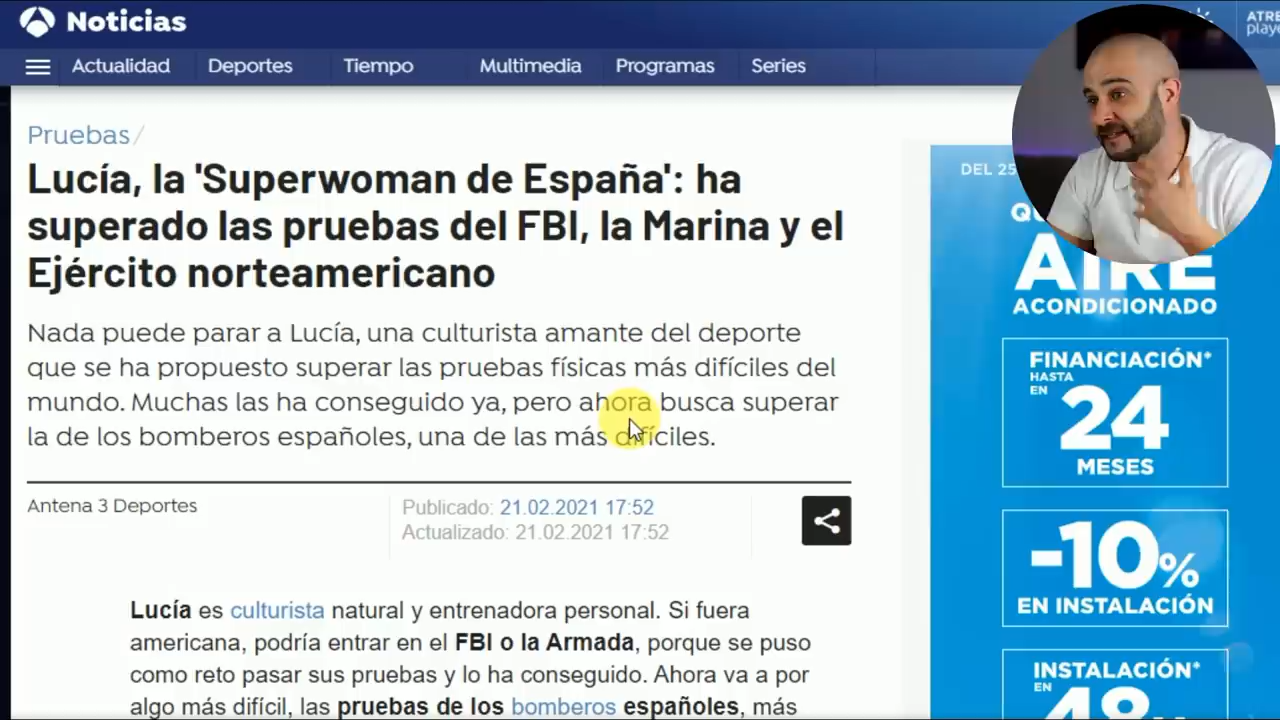 Noticias
ATRE
play
Actualidad Deportes Tiempo Multimedia Programas Series
Pruebas/
Lucía, la 'Superwoman de España': ha
superado las pruebas del FBI, la Marina y el
Ejército norteamericano
Nada puede parar a Lucía, una culturista amante del deporte
que se ha propuesto superar las pruebas físicas más difíciles del
mundo. Muchas las ha conseguido ya, pero ahora busca superar
la de los bomberos españoles, una de las más difíciles.
Antena 3 Deportes
Publicado: 21.02.2021 17:52
Actualizado: 21.02.2021 17:52
Lucía es culturista natural y entrenadora personal. Si fuera
americana, podría entrar en el FBI o la Armada, porque se puso
como reto pasar sus pruebas y lo ha conseguido. Ahora va a por
algo más difícil, las pruebas de los bomberos españoles, más
DEL 25
AIRE
ACONDICIONADO
FINANCIACIÓN*
HASTA
EN
24
MESES
-10%
EN INSTALACIÓN
INSTALACIÓN*
EN
48